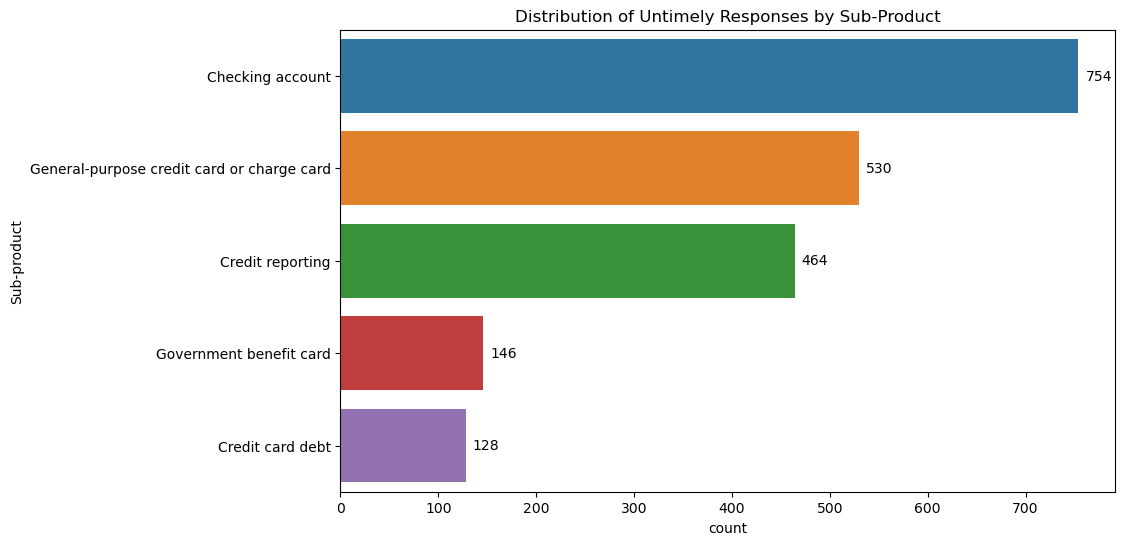 Distribution of Untimely Responses by Sub-Product
Sub-product
Checking account
754
General-purpose credit card or charge card
530
Credit reporting
464
Government benefit card
146
Credit card debt
128
0 100 200 300 400 500 600 700
count